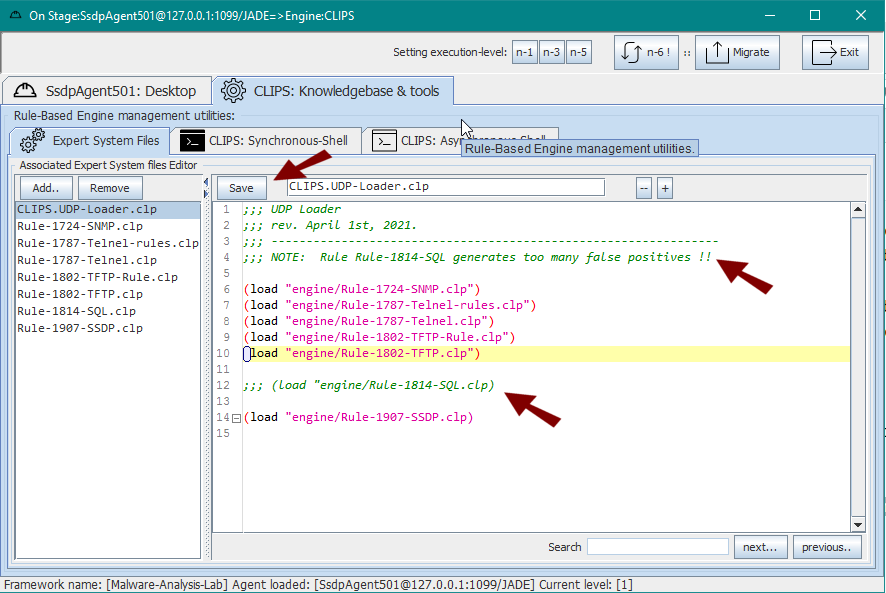 On Stage:SsdpAgent501@127.0.0.1:1099/JADE=>Engine:CLIPS
Setting execution-level: n-1 n-3 n-5 n-6 ! Migrate Exit
SsdpAgent501: Desktop CLIPS: Knowledgebase & tools
Rule-Based Engine management utilities:
Expert System Files CLIPS: Synchronous-Shell CLIPS: Asynchronous-Shell
Rule-Based Engine management utilities.
Associated Expert System files Editor
Add.. Remove Save CLIPS.UDP-Loader.clp -- +
CLIPS.UDP-Loader.clp
Rule-1724-SNMP.clp
Rule-1787-Telnel-rules.clp
Rule-1787-Telnel.clp
Rule-1802-TFTP-Rule.clp
Rule-1802-TFTP.clp
Rule-1814-SQL.clp
Rule-1907-SSDP.clp
1 ;;; UDP Loader
2 ;;; rev. April 1st, 2021.
3 ;;; ----------------------------------------------------------------
4 ;;; NOTE: Rule Rule-1814-SQL generates too many false positives !!
5
6 (load "engine/Rule-1724-SNMP.clp")
7 (load "engine/Rule-1787-Telnel-rules.clp")
8 (load "engine/Rule-1787-Telnel.clp")
9 (load "engine/Rule-1802-TFTP-Rule.clp")
10 (load "engine/Rule-1802-TFTP.clp")
11
12 ;;; (load "engine/Rule-1814-SQL.clp)
13
14 (load "engine/Rule-1907-SSDP.clp)
15
Search next... previous..
Framework name: [Malware-Analysis-Lab] Agent loaded: [SsdpAgent501@127.0.0.1:1099/JADE] Current level: [1]